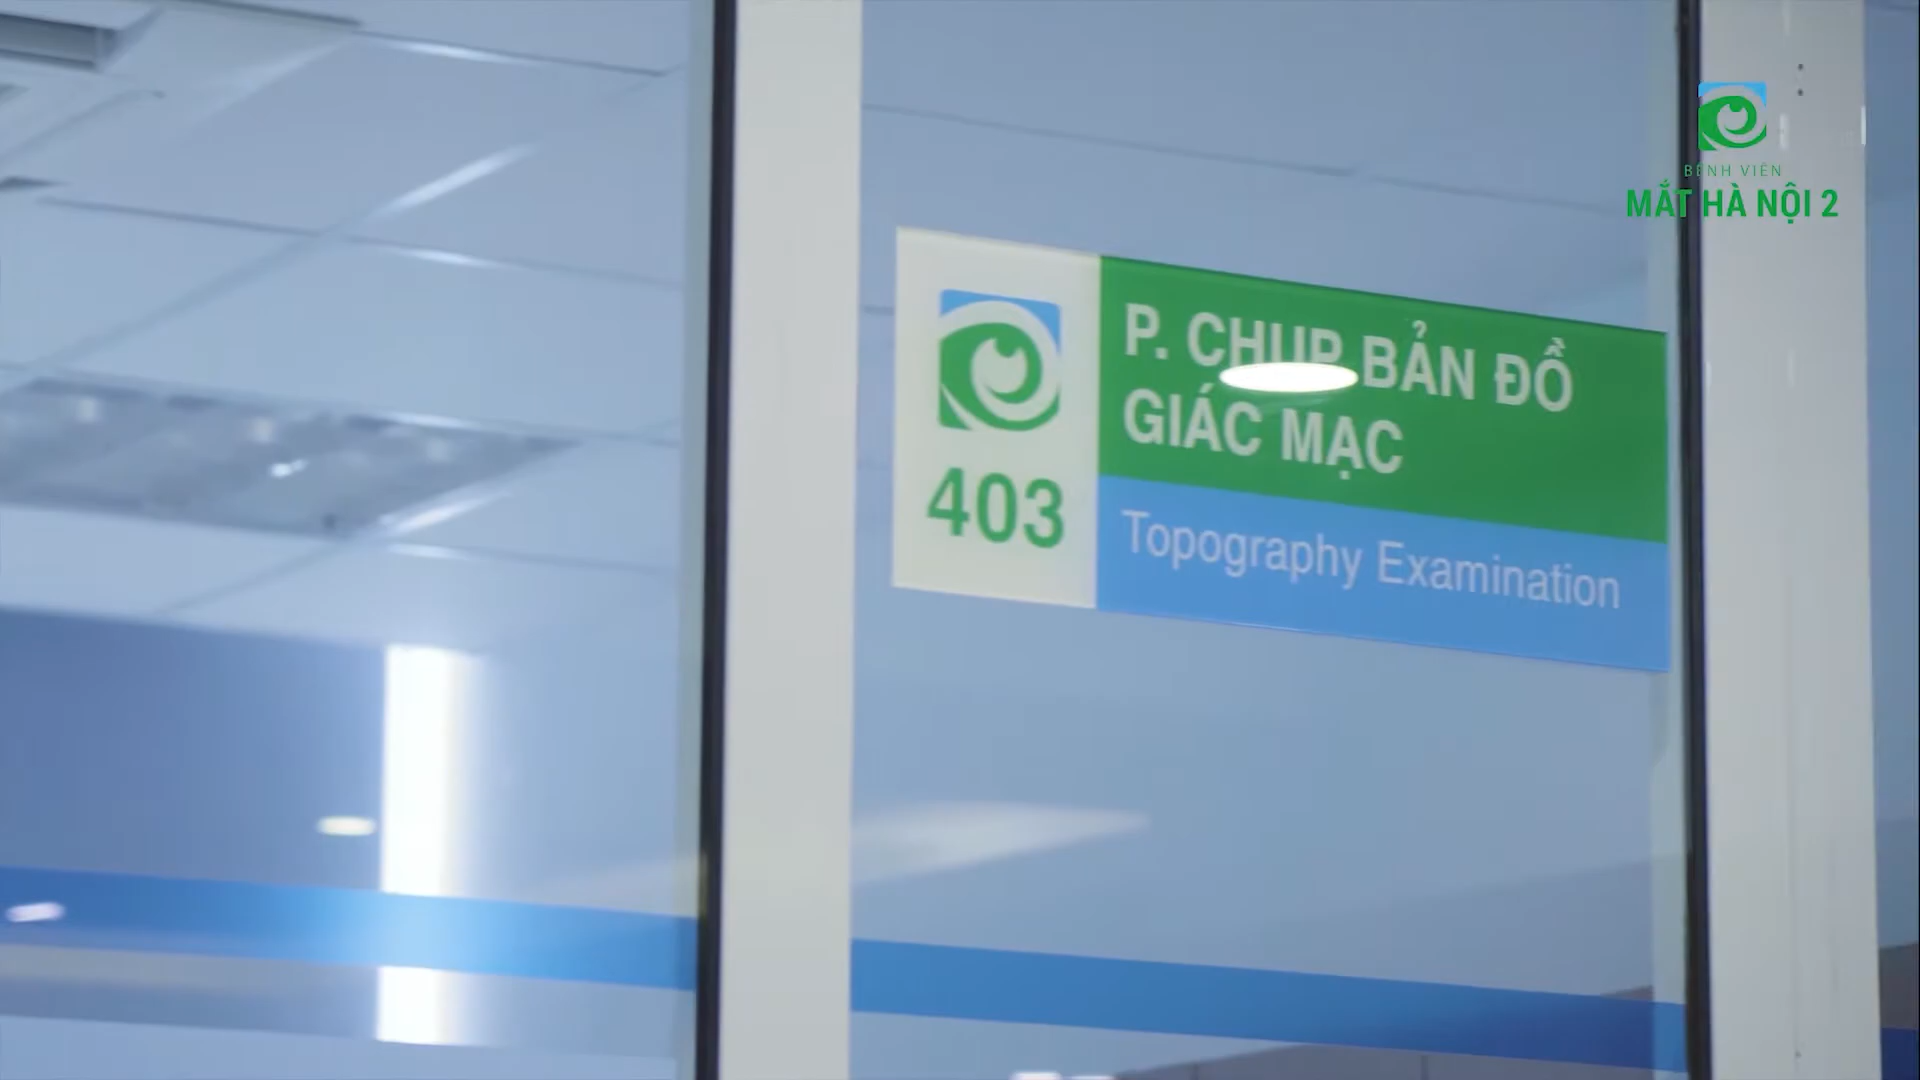 BỆNH VIỆN
MẮT HÀ NỘI 2
P. CHỤP BẢN ĐỒ
GIÁC MẠC
403
Topography Examination